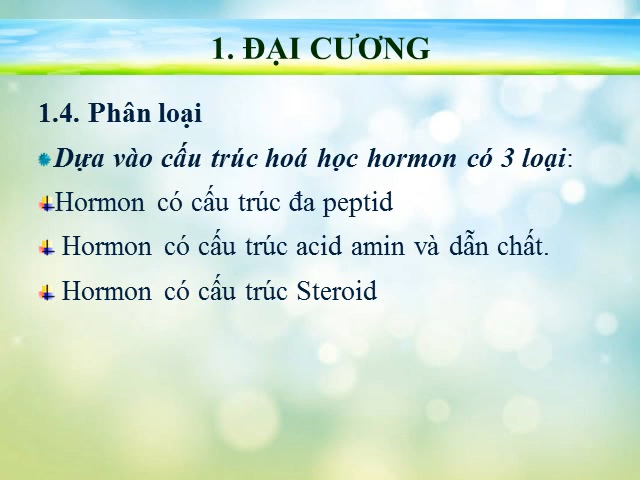 1. ĐẠI CƯƠNG
1.4. Phân loại
Dựa vào cấu trúc hoá học hormon có 3 loại:
Hormon có cấu trúc đa peptid
Hormon có cấu trúc acid amin và dẫn chất.
Hormon có cấu trúc Steroid